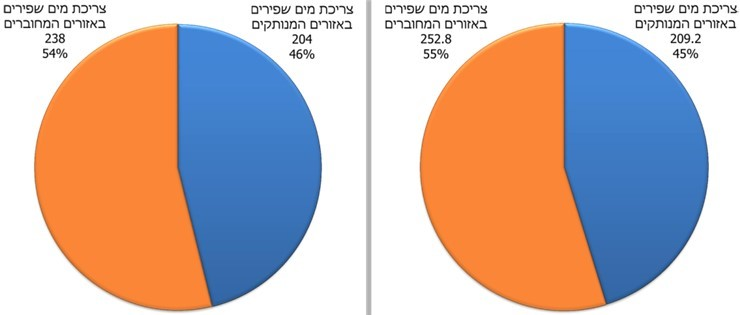 צריכת מים שפירים
באזורים המחוברים
238
54%
צריכת מים שפירים
באזורים המנותקים
204
46%
צריכת מים שפירים
באזורים המחוברים
252.8
55%
צריכת מים שפירים
באזורים המנותקים
209.2
45%